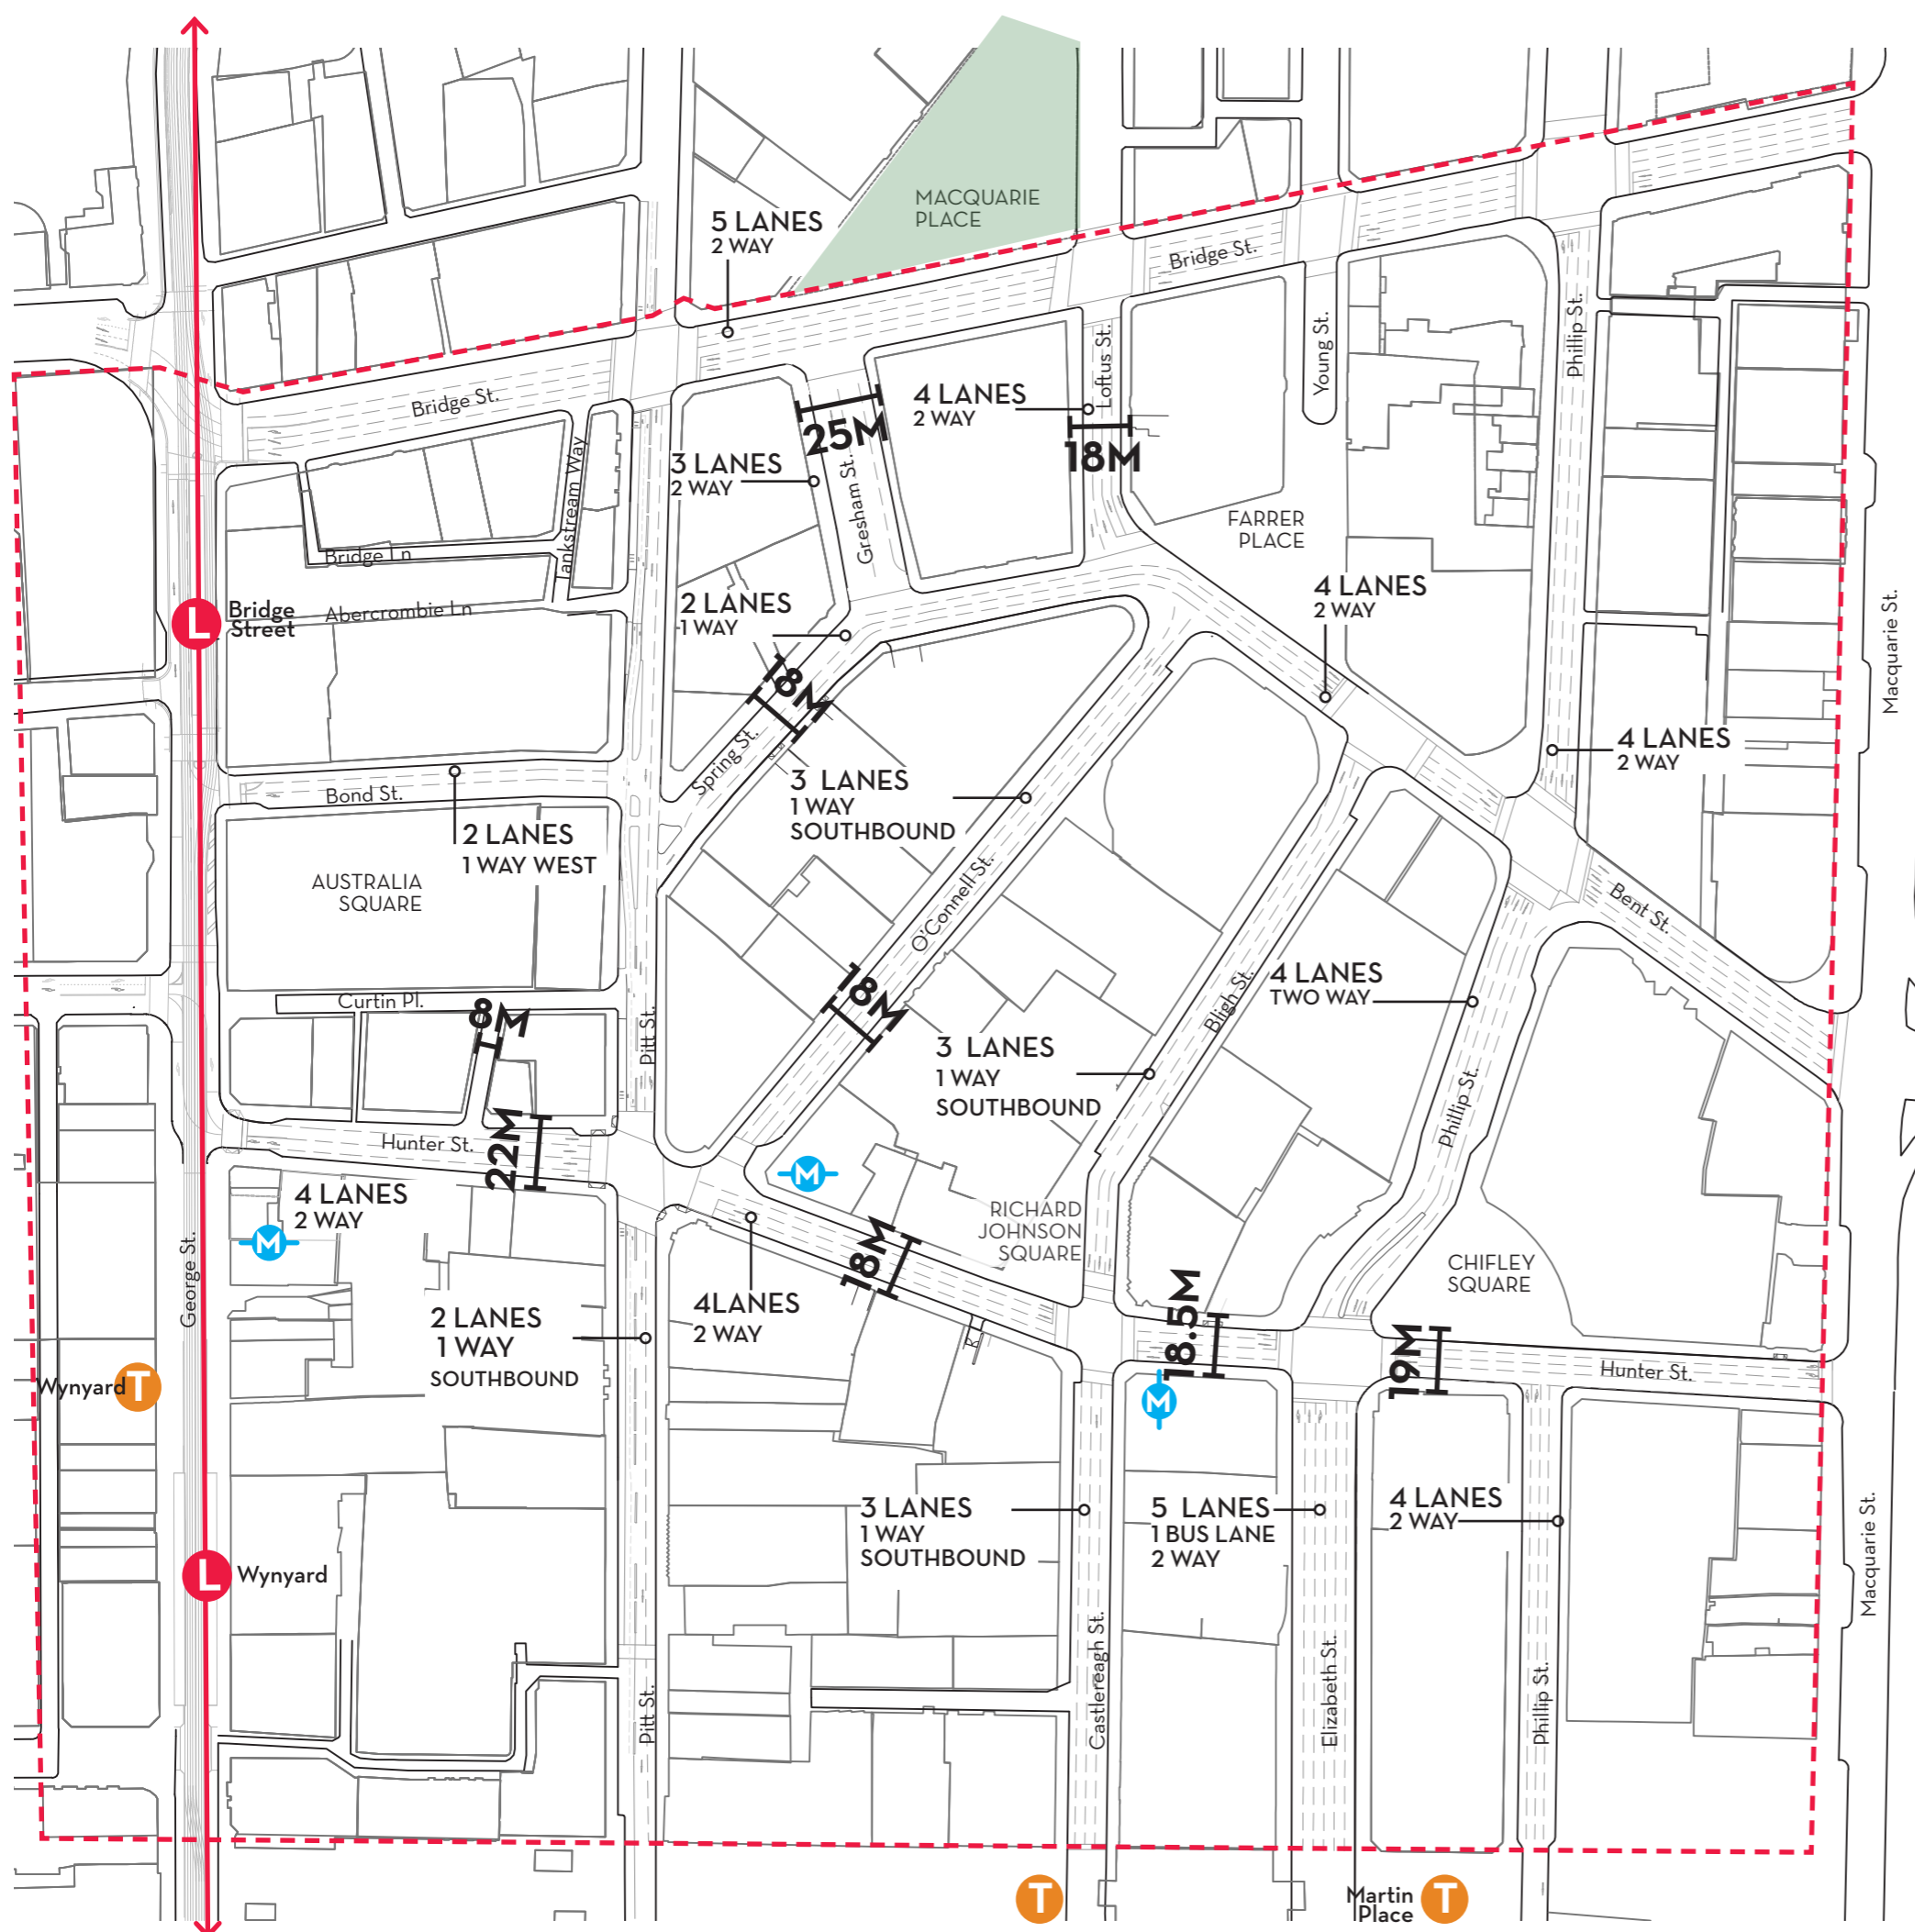 MACQUARIE
PLACE
5 LANES
2 WAY
Bridge St.
Bridge St.
Loftus St.
Young St.
Phillip St.
4 LANES
2 WAY
25M
18M
3 LANES
2 WAY
Gresham St.
Tankstream Way
FARRER
PLACE
Bridge Ln
Abercrombie Ln
L
Bridge
Street
2 LANES
1 WAY
4 LANES
2 WAY
Macquarie St.
18M
Spring St.
4 LANES
2 WAY
3 LANES
1 WAY
SOUTHBOUND
Bond St.
2 LANES
1 WAY WEST
AUSTRALIA
SQUARE
O'Connell St.
Bent St.
Curtin Pl.
8M
Pitt St.
18M
Bligh St.
4 LANES
TWO WAY
3 LANES
1 WAY
SOUTHBOUND
Phillip St.
Hunter St.
22M
M
4 LANES
2 WAY
M
George St.
18M
RICHARD
JOHNSON
SQUARE
CHIFLEY
SQUARE
2 LANES
1 WAY
SOUTHBOUND
4LANES
2 WAY
18.5M
19M
Hunter St.
Wynyard
T
M
3 LANES
1 WAY
SOUTHBOUND
5 LANES
1 BUS LANE
2 WAY
4 LANES
2 WAY
L
Wynyard
Macquarie St.
Pitt St.
Castlereagh St.
Elizabeth St.
Phillip St.
T
Martin
Place
T